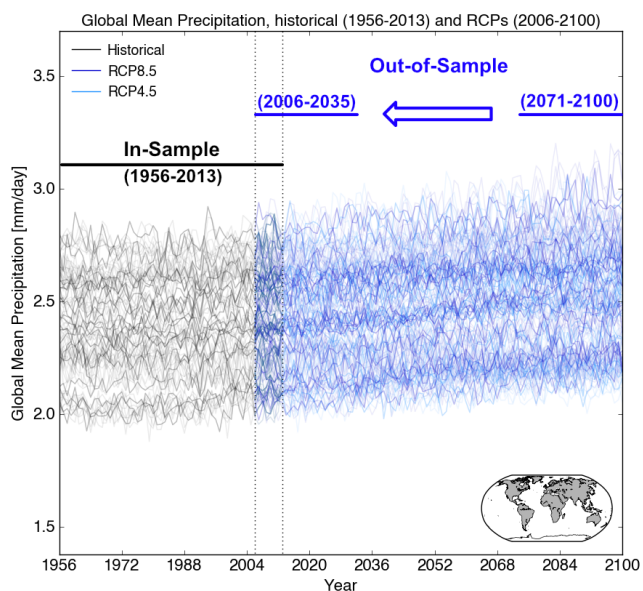 Global Mean Precipitation, historical (1956-2013) and RCPs (2006-2100)
3.5
3.0
2.5
2.0
1.5
Global Mean Precipitation [mm/day]
Historical
RCP8.5
RCP4.5
Out-of-Sample
(2006-2035)
(2071-2100)
In-Sample
(1956-2013)
1956 1972 1988 2004 2020 2036 2052 2068 2084 2100
Year